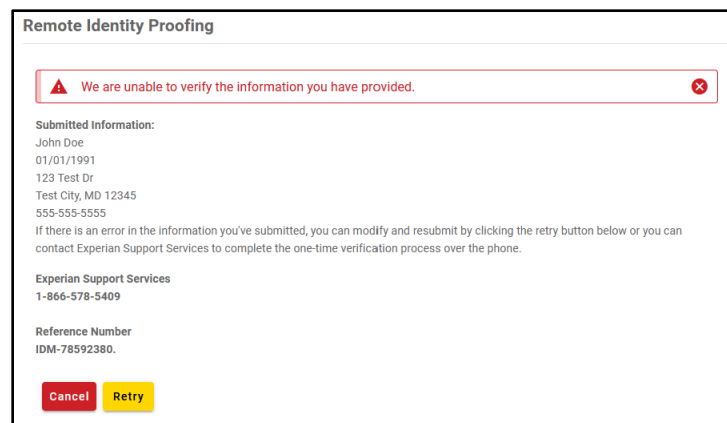 Remote Identity Proofing
We are unable to verify the information you have provided.
Submitted Information:
John Doe
01/01/1991
123 Test Dr
Test City, MD 12345
555-555-5555
If there is an error in the information you've submitted, you can modify and resubmit by clicking the retry button below or you can
contact Experian Support Services to complete the one-time verification process over the phone.
Experian Support Services
1-866-578-5409
Reference Number
IDM-78592380.
Cancel Retry